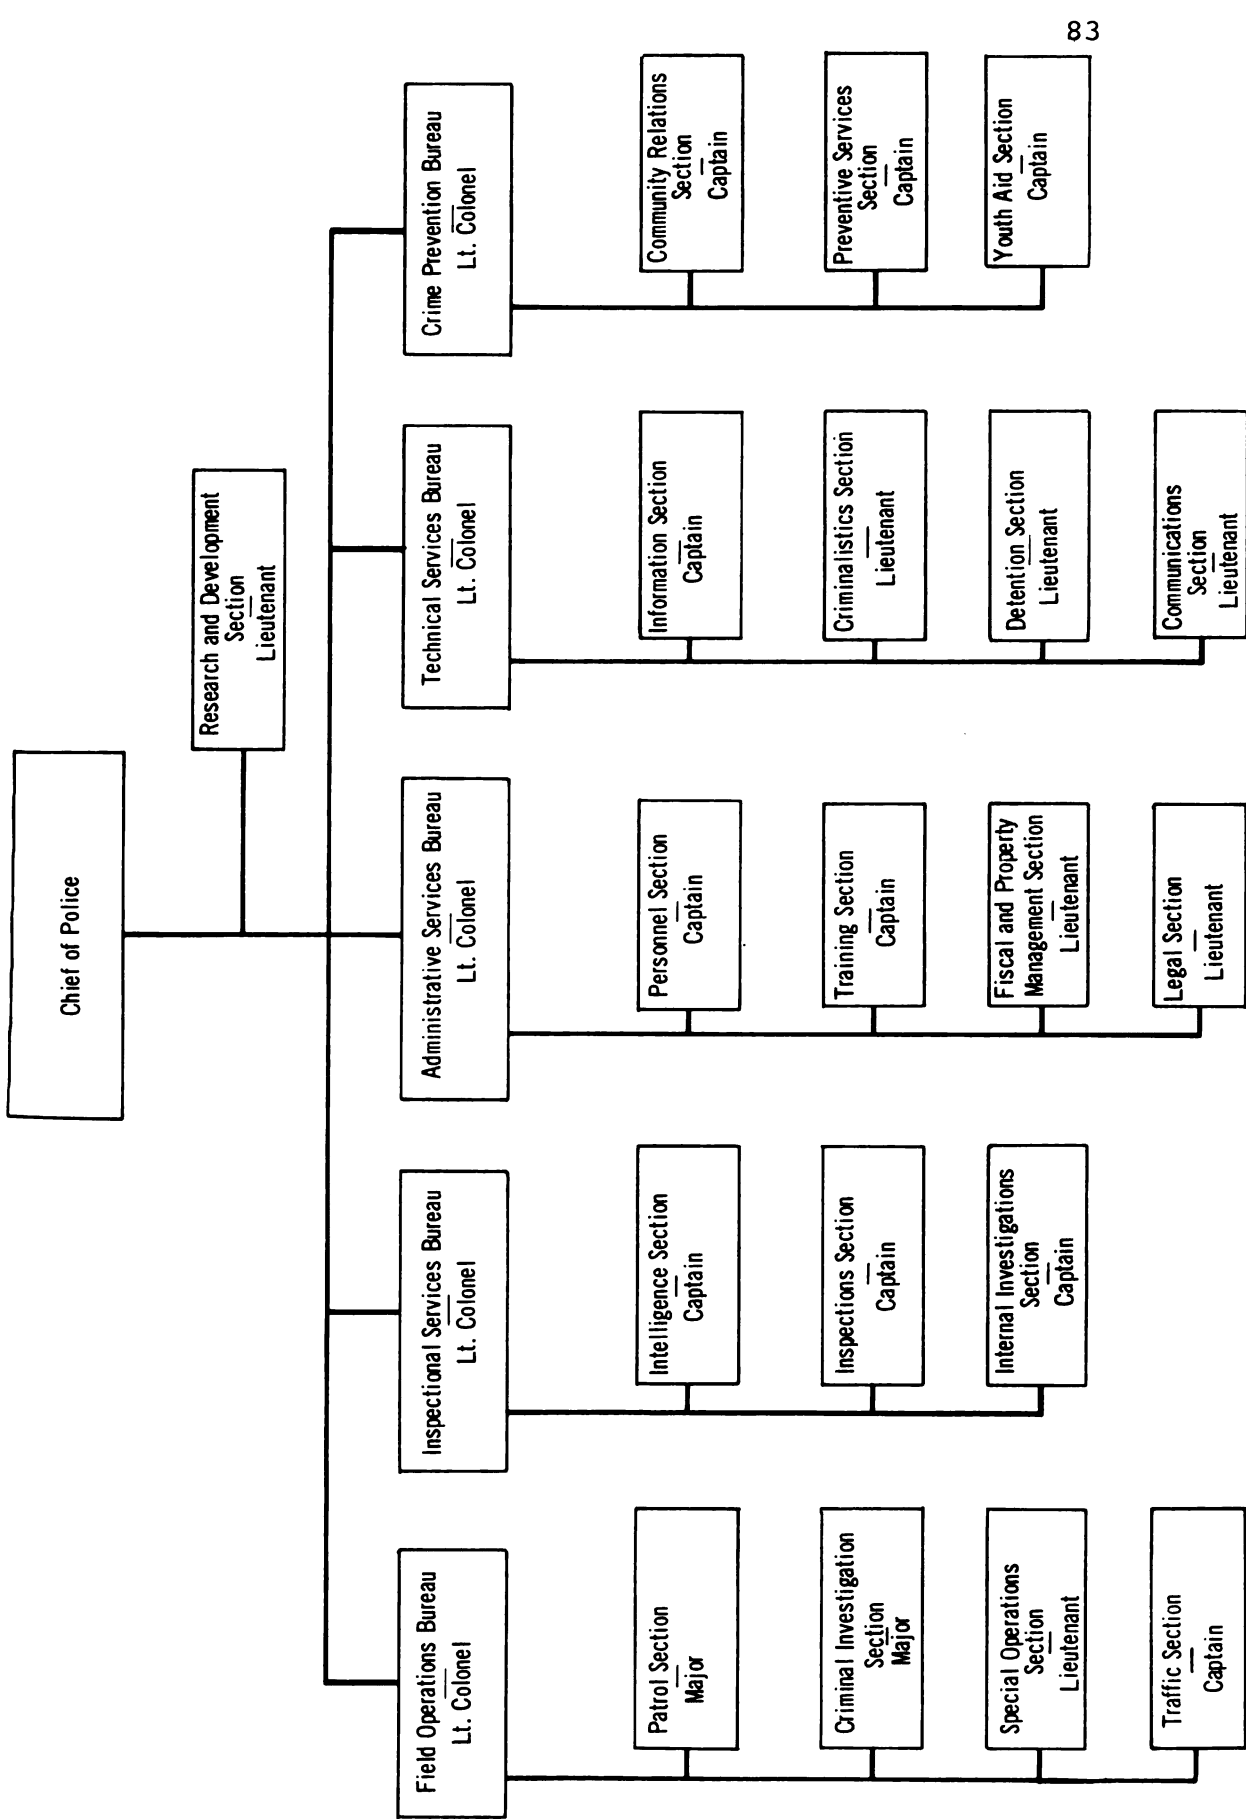 83
Chief of Police
Research and Development
Section
Lieutenant
Field Operations Bureau
Lt. Colonel
Inspectional Services Bureau
Lt. Colonel
Administrative Services Bureau
Lt. Colonel
Technical Services Bureau
Lt. Colonel
Crime Prevention Bureau
Lt. Colonel
Patrol Section
Major
Criminal Investigation
Section
Major
Special Operations
Section
Lieutenant
Traffic Section
Captain
Intelligence Section
Captain
Inspections Section
Captain
Internal Investigations
Section
Captain
Personnel Section
Captain
Training Section
Captain
Fiscal and Property
Management Section
Lieutenant
Legal Section
Lieutenant
Information Section
Captain
Criminalistics Section
Lieutenant
Detention Section
Lieutenant
Communications
Section
Lieutenant
Community Relations
Section
Captain
Preventive Services
Section
Captain
Youth Aid Section
Captain